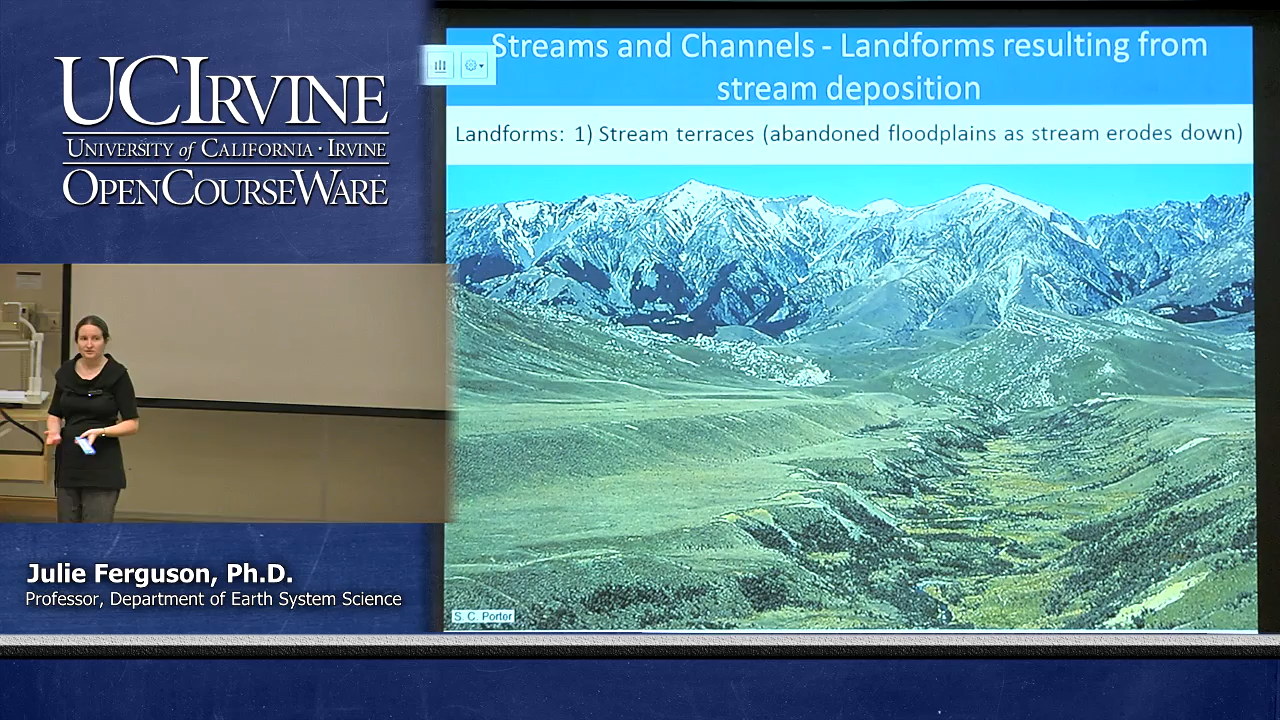 UCIRVINE
UNIVERSITY of CALIFORNIA · IRVINE
OPENCOURSEWARE
Streams and Channels - Landforms resulting from
stream deposition
Landforms: 1) Stream terraces (abandoned floodplains as stream erodes down)
S. C. Porter
Julie Ferguson, Ph.D.
Professor, Department of Earth System Science